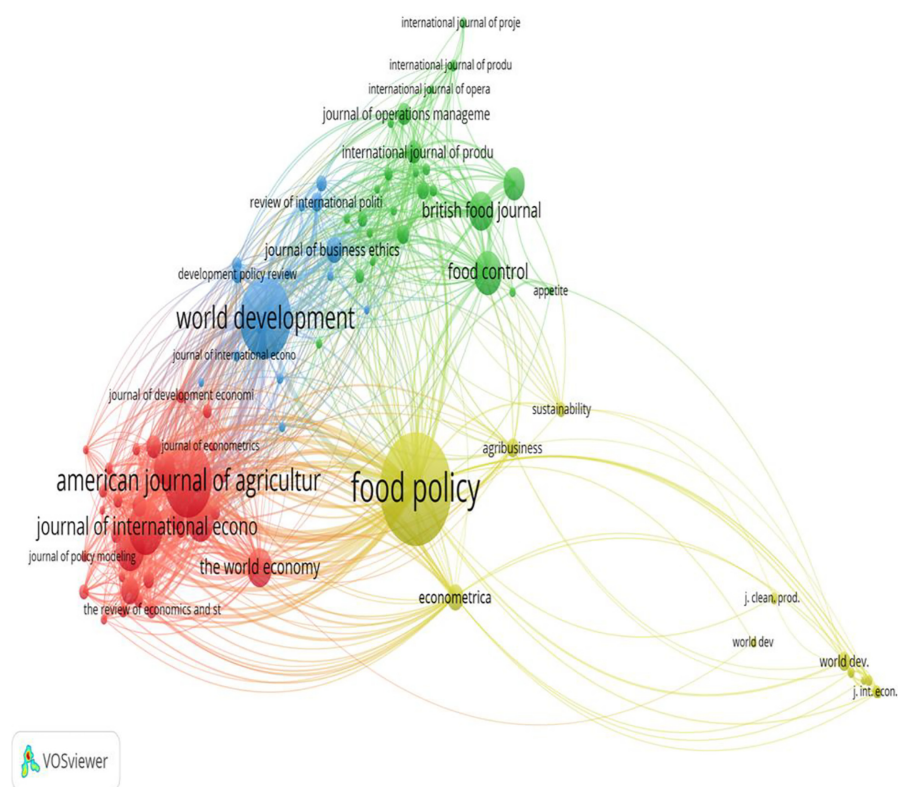 international journal of proje
international journal of produ
international journal of opera
journal of operations manageme
international journal of produ
review of international politi
british food journal
journal of business ethics
development policy review
food control
appetite
world development
journal of international econo
journal of development economi
sustainability
journal of econometrics
agribusiness
american journal of agricultur
food policy
journal of international econo
journal of policy modeling
the world economy
econometrica
j. clean. prod.
the review of economics and st
world dev
world dev.
j. int. econ.
VOSviewer